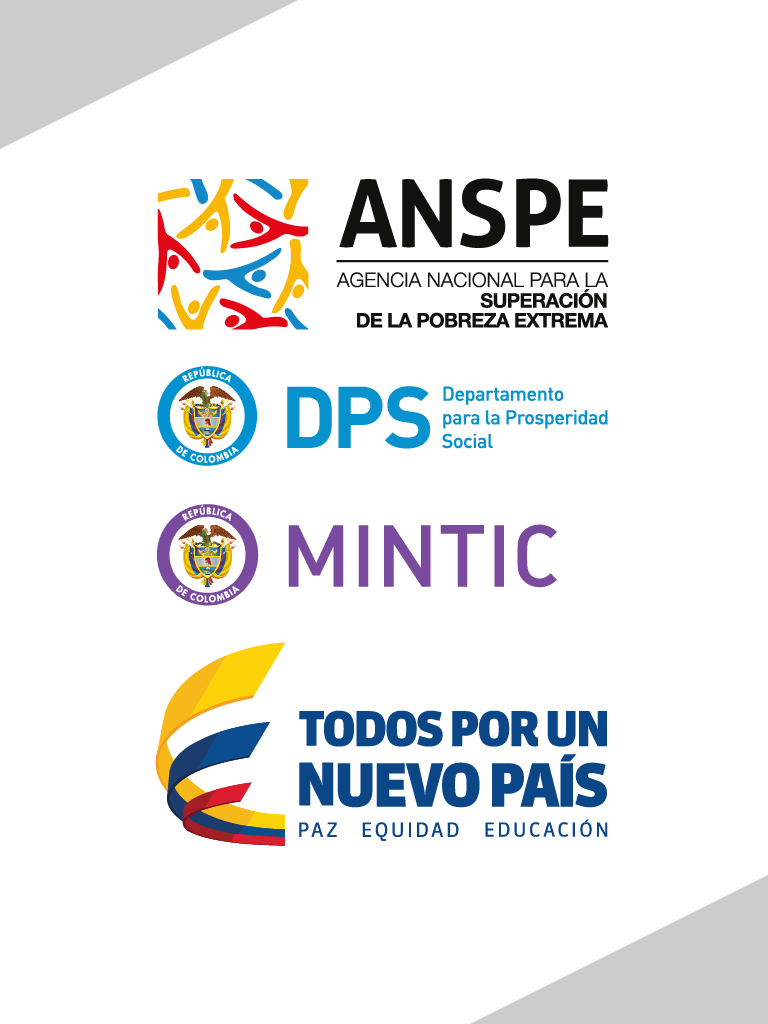 ANSPE
AGENCIA NACIONAL PARA LA
SUPERACIÓN
DE LA POBREZA EXTREMA
REPÚBLICA
DE COLOMBIA
DPS
Departamento
para la Prosperidad
Social
REPÚBLICA
DE COLOMBIA
MINTIC
TODOS POR UN
NUEVO PAÍS
PAZ EQUIDAD EDUCACIÓN